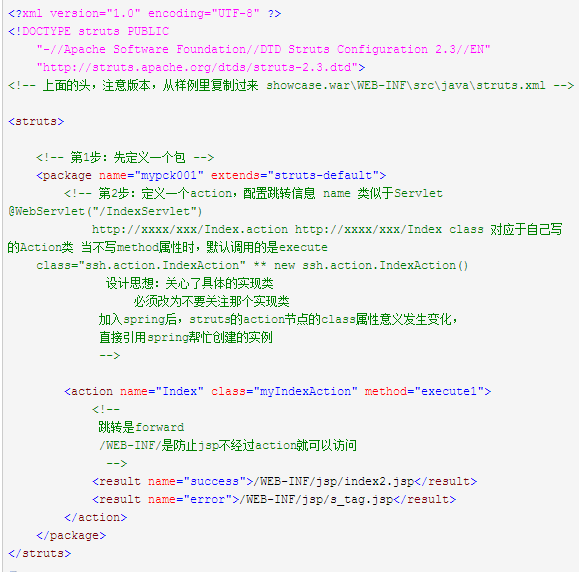 <?xml version="1.0" encoding="UTF-8" ?>
<!DOCTYPE struts PUBLIC
    "-//Apache Software Foundation//DTD Struts Configuration 2.3//EN"
    "http://struts.apache.org/dtds/struts-2.3.dtd">
<!-- 上面的头，注意版本，从样例里复制过来 showcase.war\WEB-INF\src\java\struts.xml -->
<struts>
    <!-- 第1步：先定义一个包 -->
    <package name="mypck001" extends="struts-default">
        <!-- 第2步：定义一个action，配置跳转信息 name 类似于Servlet
@WebServlet("/IndexServlet")
            http://xxxx/xxx/Index.action http://xxxx/xxx/Index class 对应于自己写
的Action类 当不写method属性时，默认调用的是execute
    class="ssh.action.IndexAction" ** new ssh.action.IndexAction()
              设计思想：关心了具体的实现类
                  必须改为不要关注那个实现类
             加入spring后，struts的action节点的class属性意义发生变化，
             直接引用spring帮忙创建的实例
             -->
        <action name="Index" class="myIndexAction" method="execute1">
            <!--
             跳转是forward
             /WEB-INF/是防止jsp不经过action就可以访问
              -->
            <result name="success">/WEB-INF/jsp/index2.jsp</result>
            <result name="error">/WEB-INF/jsp/s_tag.jsp</result>
        </action>
    </package>
</struts>